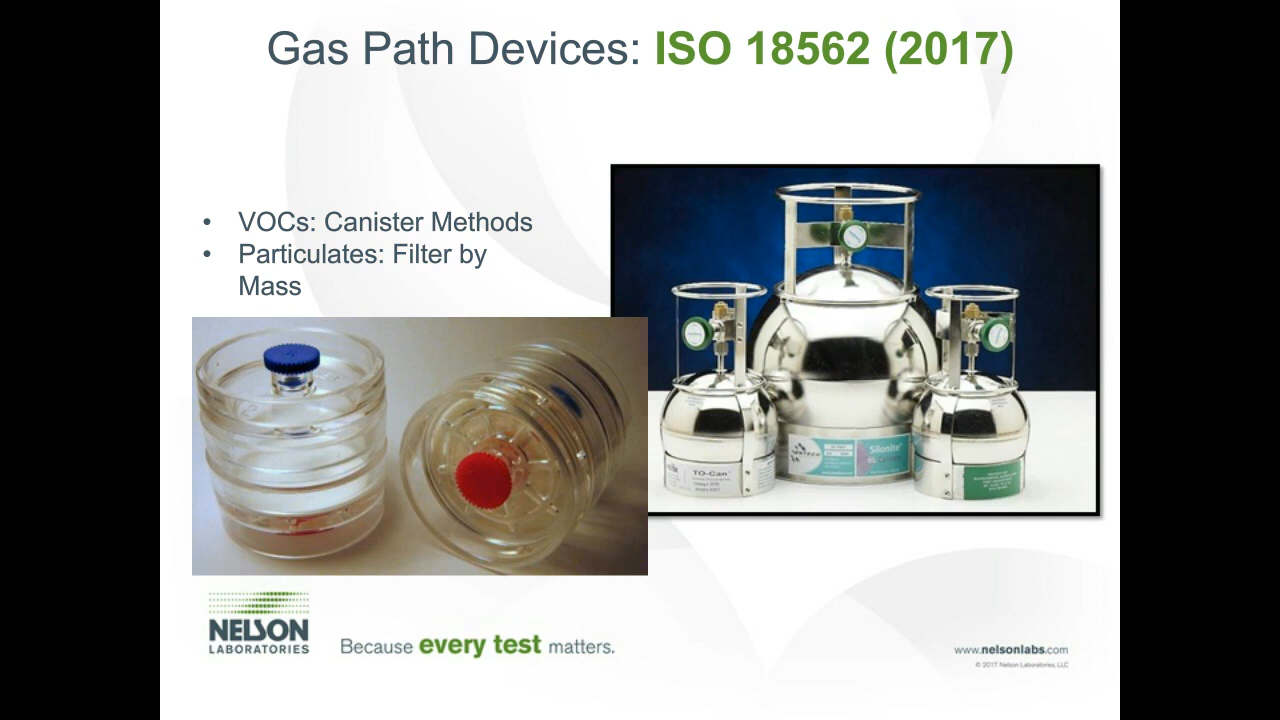 Gas Path Devices: ISO 18562 (2017)
• VOCs: Canister Methods
• Particulates: Filter by
Mass
TO-Can
Silonite™
NELSON
LABORATORIES
Because every test matters.
www.nelsonlabs.com
© 2017 Nelson Laboratories, LLC